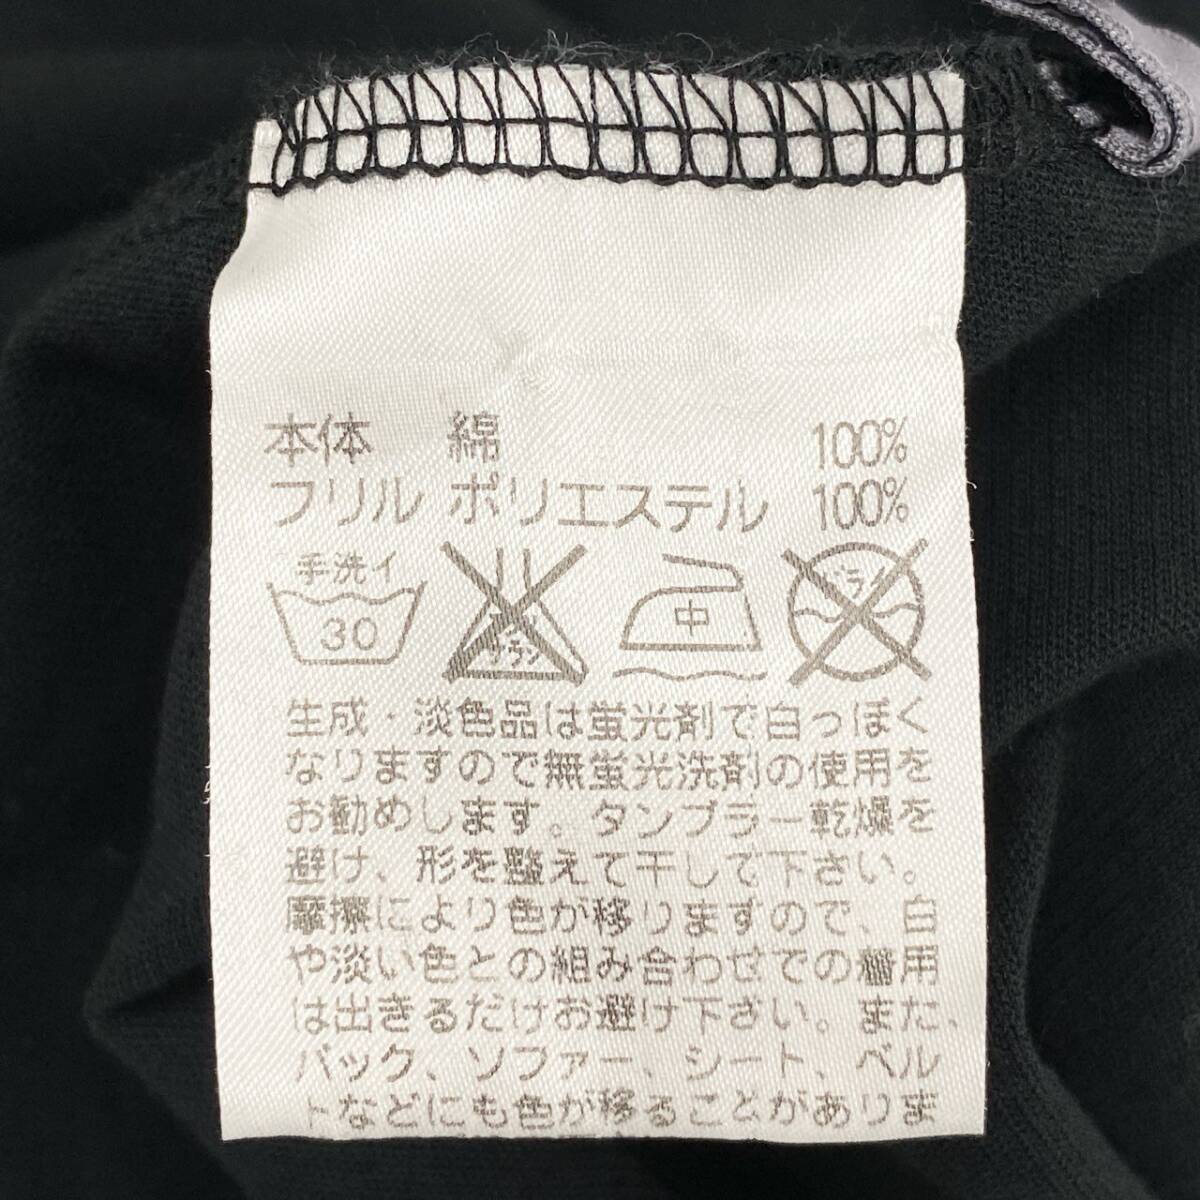 本体 綿 100%
フリル ポリエステル 100%
手洗イ
30
中
ドライ
生成・淡色品は蛍光剤で白っぽく
なりますので無蛍光洗剤の使用を
お勧めします。タンブラー乾燥を
避け、形を整えて干して下さい。
摩擦により色が移りますので、白
や淡い色との組み合わせでの着用
は出きるだけお避け下さい。また、
バック、ソファー、シート、ベル
トなどにも色が移ることがありま